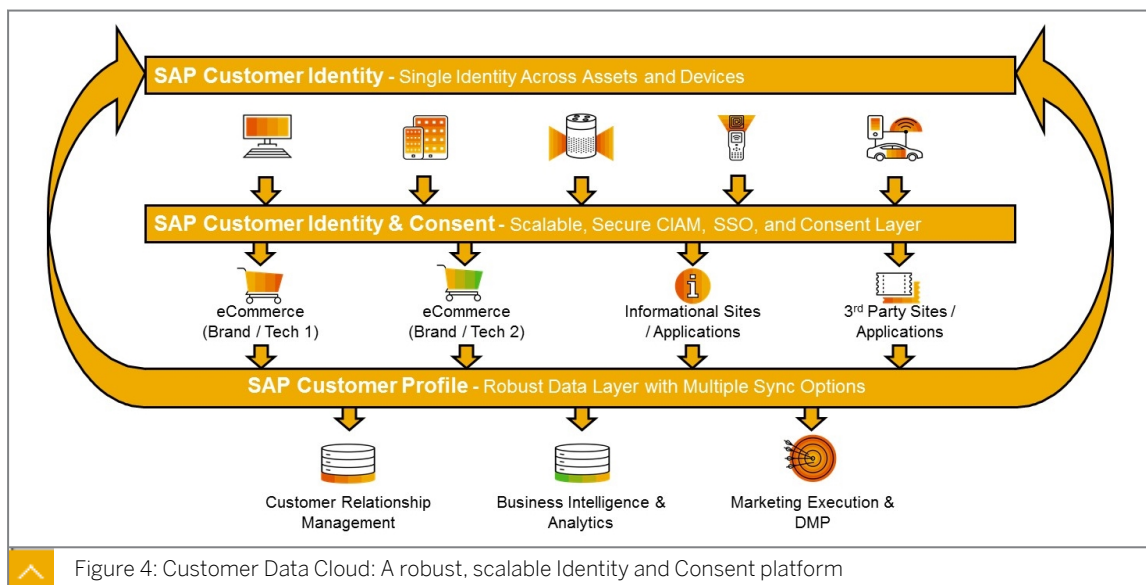 SAP Customer Identity - Single Identity Across Assets and Devices
SAP Customer Identity & Consent - Scalable, Secure CIAM, SSO, and Consent Layer
eCommerce
(Brand / Tech 1)
eCommerce
(Brand / Tech 2)
Informational Sites
/ Applications
3rd Party Sites /
Applications
SAP Customer Profile - Robust Data Layer with Multiple Sync Options
Customer Relationship
Management
Business Intelligence &
Analytics
Marketing Execution &
DMP
Figure 4: Customer Data Cloud: A robust, scalable Identity and Consent platform